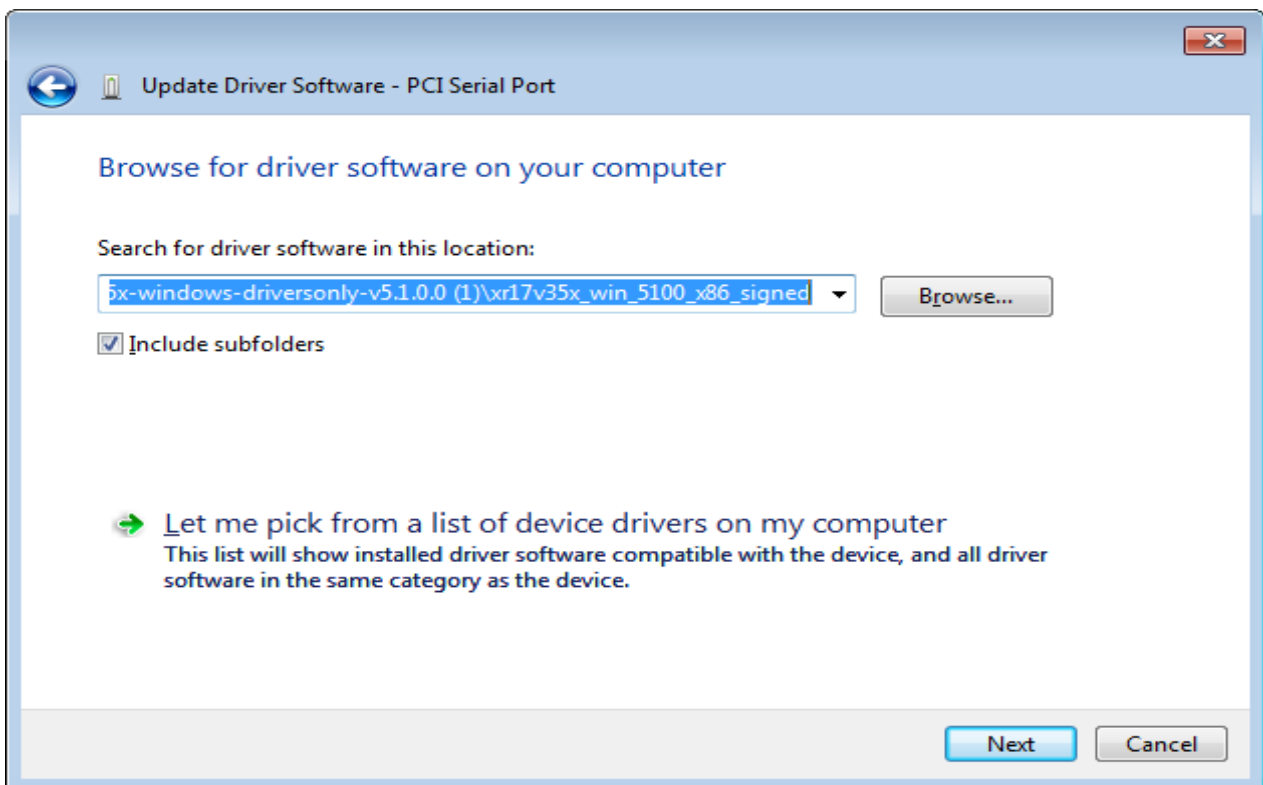 Update Driver Software - PCI Serial Port
Browse for driver software on your computer
Search for driver software in this location:
5x-windows-driversonly-v5.1.0.0 (1)\xr17v35x_win_5100_x86_signed
Browse...
Include subfolders
Let me pick from a list of device drivers on my computer
This list will show installed driver software compatible with the device, and all driver
software in the same category as the device.
Next
Cancel